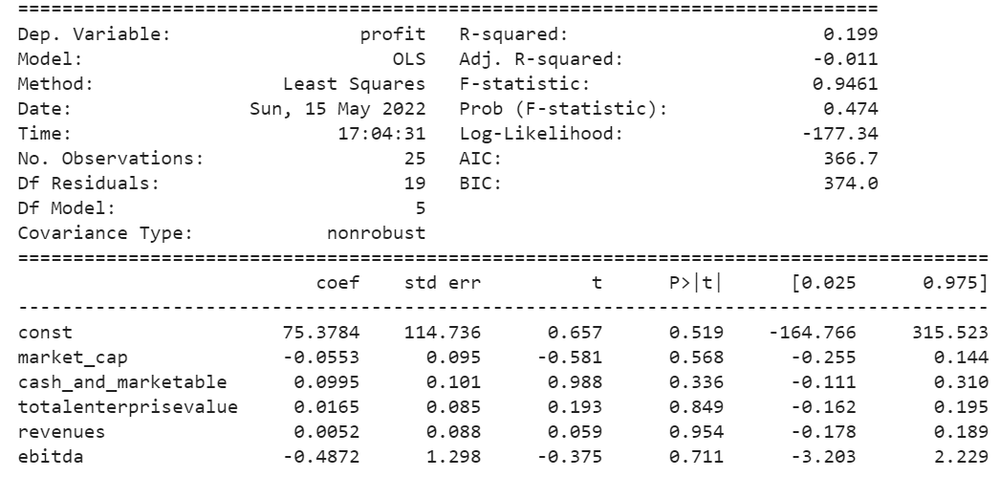 ==============================================================================
Dep. Variable:                 profit   R-squared:                       0.199
Model:                            OLS   Adj. R-squared:                 -0.011
Method:                 Least Squares   F-statistic:                    0.9461
Date:                Sun, 15 May 2022   Prob (F-statistic):              0.474
Time:                        17:04:31   Log-Likelihood:                -177.34
No. Observations:                  25   AIC:                             366.7
Df Residuals:                      19   BIC:                             374.0
Df Model:                           5
Covariance Type:            nonrobust
========================================================================================
                           coef    std err          t      P>|t|      [0.025      0.975]
----------------------------------------------------------------------------------------
const                   75.3784    114.736      0.657      0.519    -164.766     315.523
market_cap              -0.0553      0.095     -0.581      0.568      -0.255       0.144
cash_and_marketable      0.0995      0.101      0.988      0.336      -0.111       0.310
totalenterprisevalue     0.0165      0.085      0.193      0.849      -0.162       0.195
revenues                 0.0052      0.088      0.059      0.954      -0.178       0.189
ebitda                  -0.4872      1.298     -0.375      0.711      -3.203       2.229